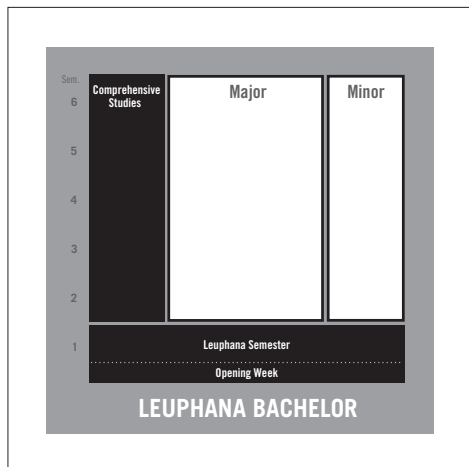 Sem.
6
Comprehensive
Studies
Major
Minor
5
4
3
2
1
Leuphana Semester
Opening Week
LEUPHANA BACHELOR